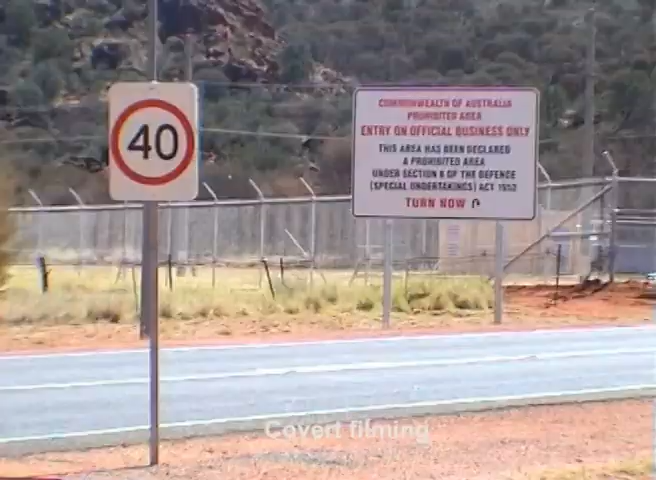 40
COMMONWEALTH OF AUSTRALIA
PROHIBITED AREA
ENTRY ON OFFICIAL BUSINESS ONLY
THIS AREA HAS BEEN DECLARED
A PROHIBITED AREA
UNDER SECTION 8 OF THE DEFENCE
(SPECIAL UNDERTAKINGS) ACT 1952
TURN NOW
Covert filming